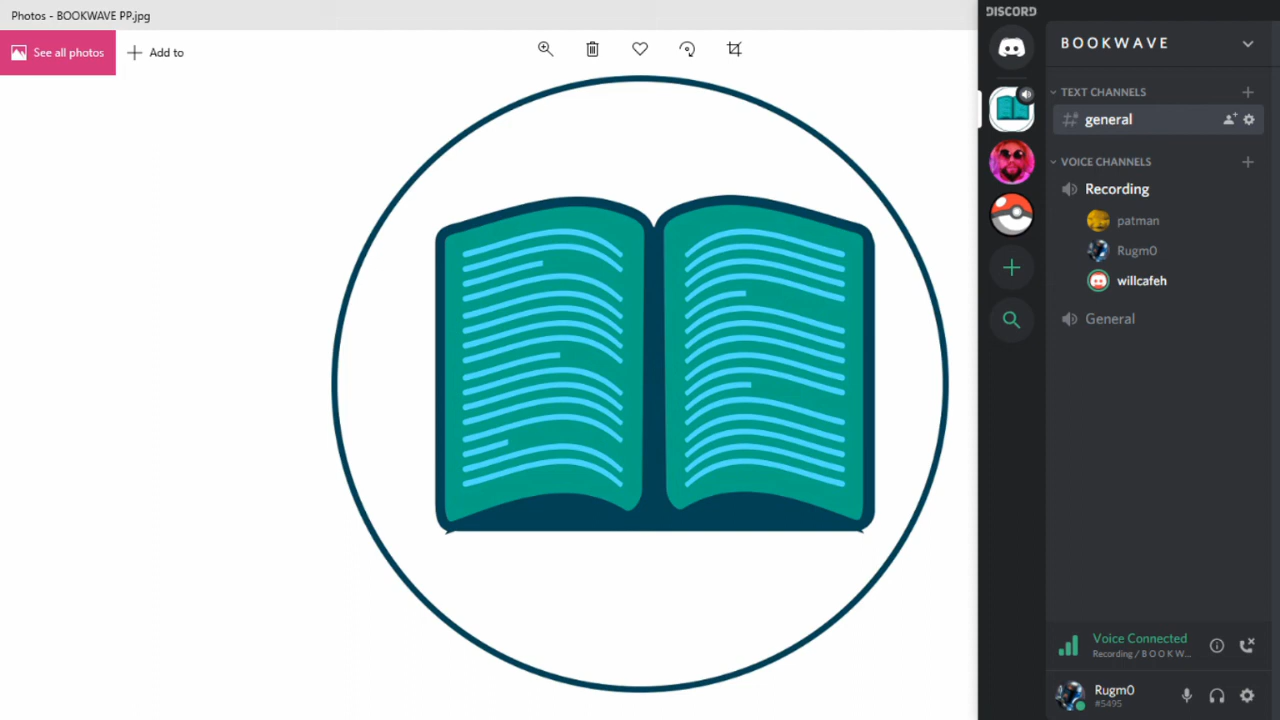 Photos - BOOKWAVE PP.jpg
See all photos
Add to
DISCORD
BOOKWAVE
TEXT CHANNELS
general
VOICE CHANNELS
Recording
patman
Rugm0
willcafeh
General
Voice Connected
Recording / B O O K W...
Rugm0
#5495